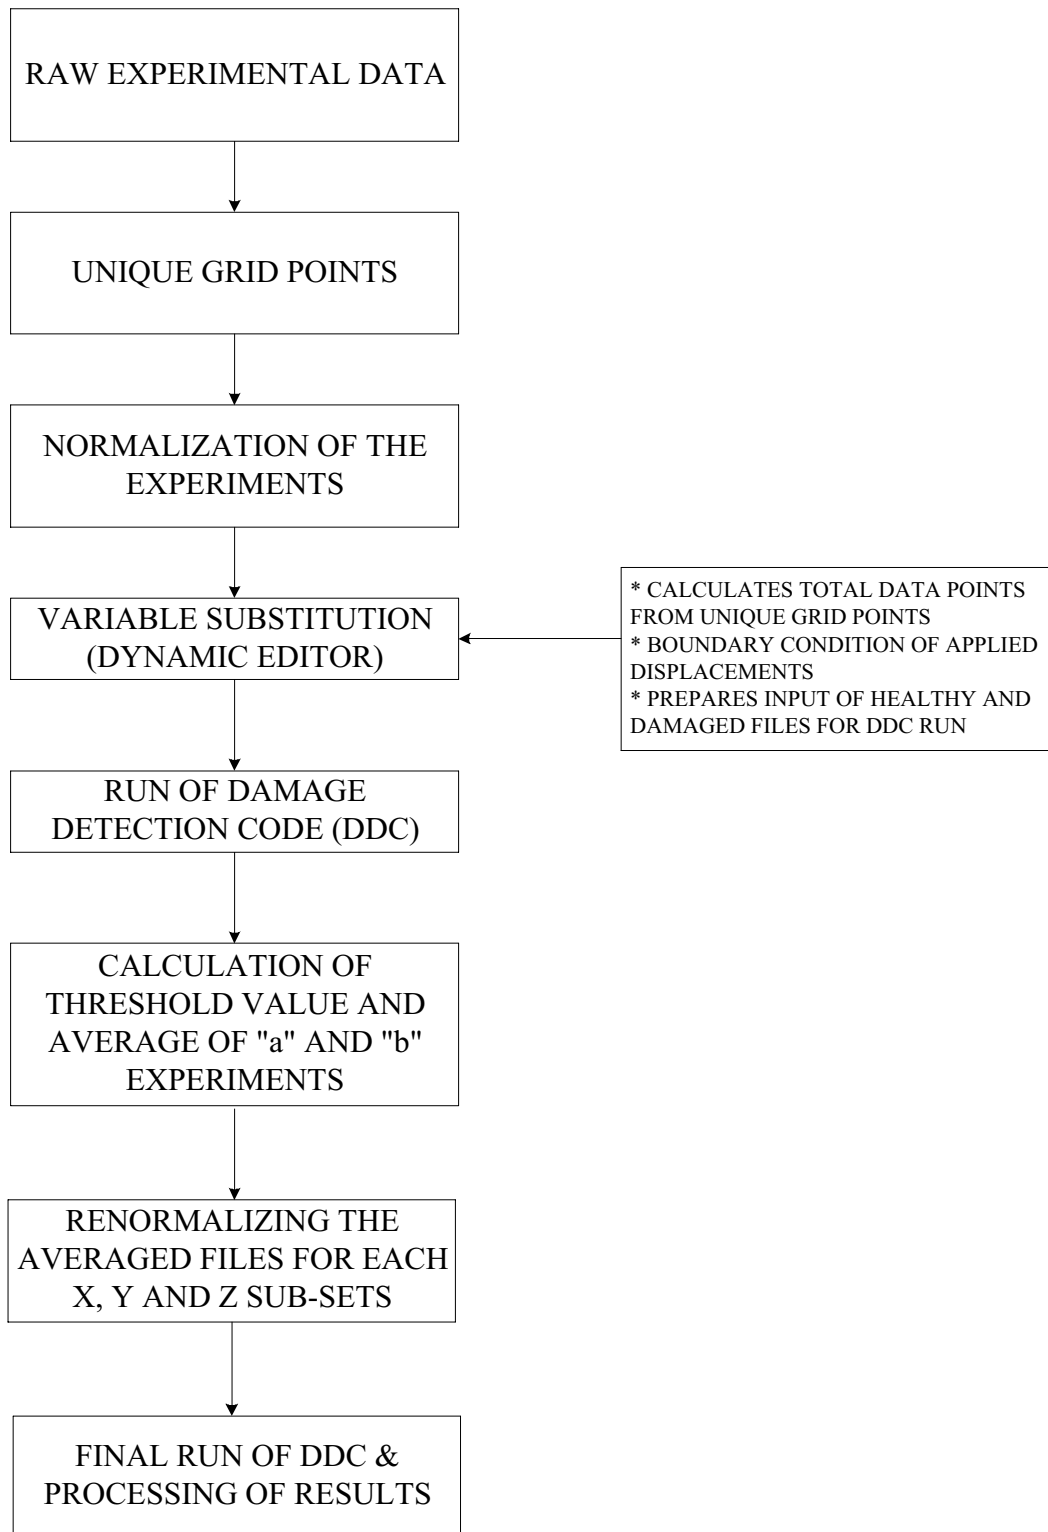 RAW EXPERIMENTAL DATA
UNIQUE GRID POINTS
NORMALIZATION OF THE
EXPERIMENTS
VARIABLE SUBSTITUTION
(DYNAMIC EDITOR)
* CALCULATES TOTAL DATA POINTS
FROM UNIQUE GRID POINTS
* BOUNDARY CONDITION OF APPLIED
DISPLACEMENTS
* PREPARES INPUT OF HEALTHY AND
DAMAGED FILES FOR DDC RUN
RUN OF DAMAGE
DETECTION CODE (DDC)
CALCULATION OF
THRESHOLD VALUE AND
AVERAGE OF "a" AND "b"
EXPERIMENTS
RENORMALIZING THE
AVERAGED FILES FOR EACH
X, Y AND Z SUB-SETS
FINAL RUN OF DDC &
PROCESSING OF RESULTS